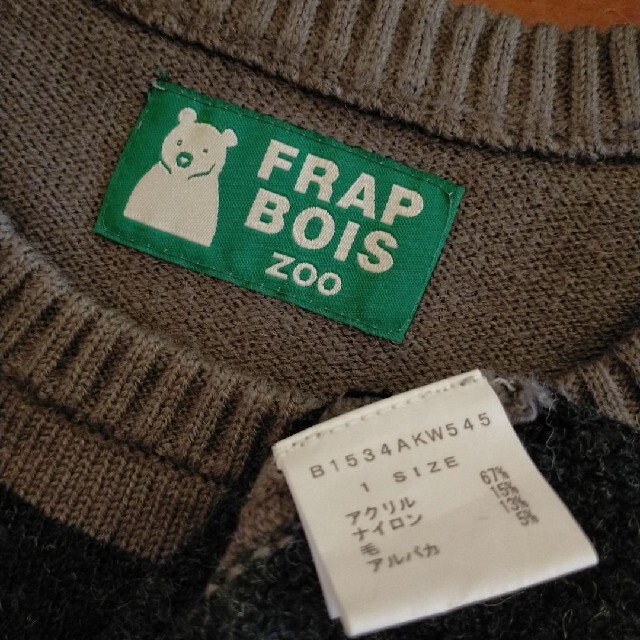 FRAP
BOIS
ZOO
B1534AKW545
1 SIZE
アクリル 67%
ナイロン 15%
毛 13%
アルパカ 5%